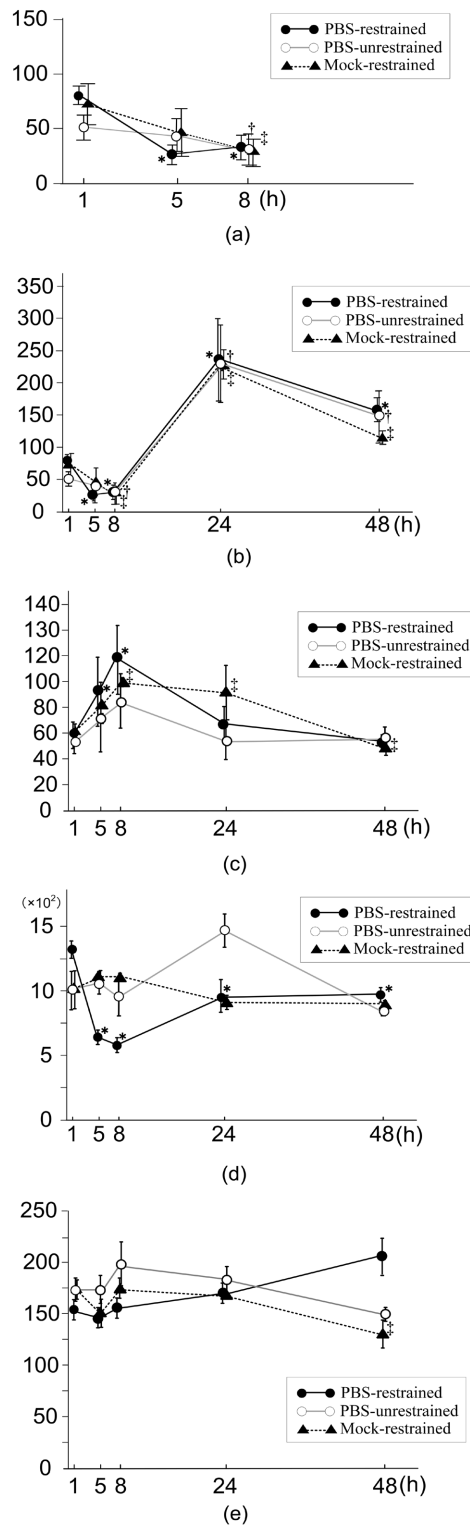 150
100
50
0
PBS-restrained
PBS-unrestrained
Mock-restrained
* * † ‡
1 5 8 (h)
(a)
350
300
250
200
150
100
50
0
PBS-restrained
PBS-unrestrained
Mock-restrained
* * † ‡ * † ‡ * † ‡
1 5 8 24 48 (h)
(b)
140
130
100
80
60
40
20
0
PBS-restrained
PBS-unrestrained
Mock-restrained
* * ‡ ‡ ‡
1 5 8 24 48 (h)
(c)
(×10²)
15
10
5
0
PBS-restrained
PBS-unrestrained
Mock-restrained
* * * *
1 5 8 24 48 (h)
(d)
250
200
150
100
50
0
‡
PBS-restrained
PBS-unrestrained
Mock-restrained
1 5 8 24 48 (h)
(e)